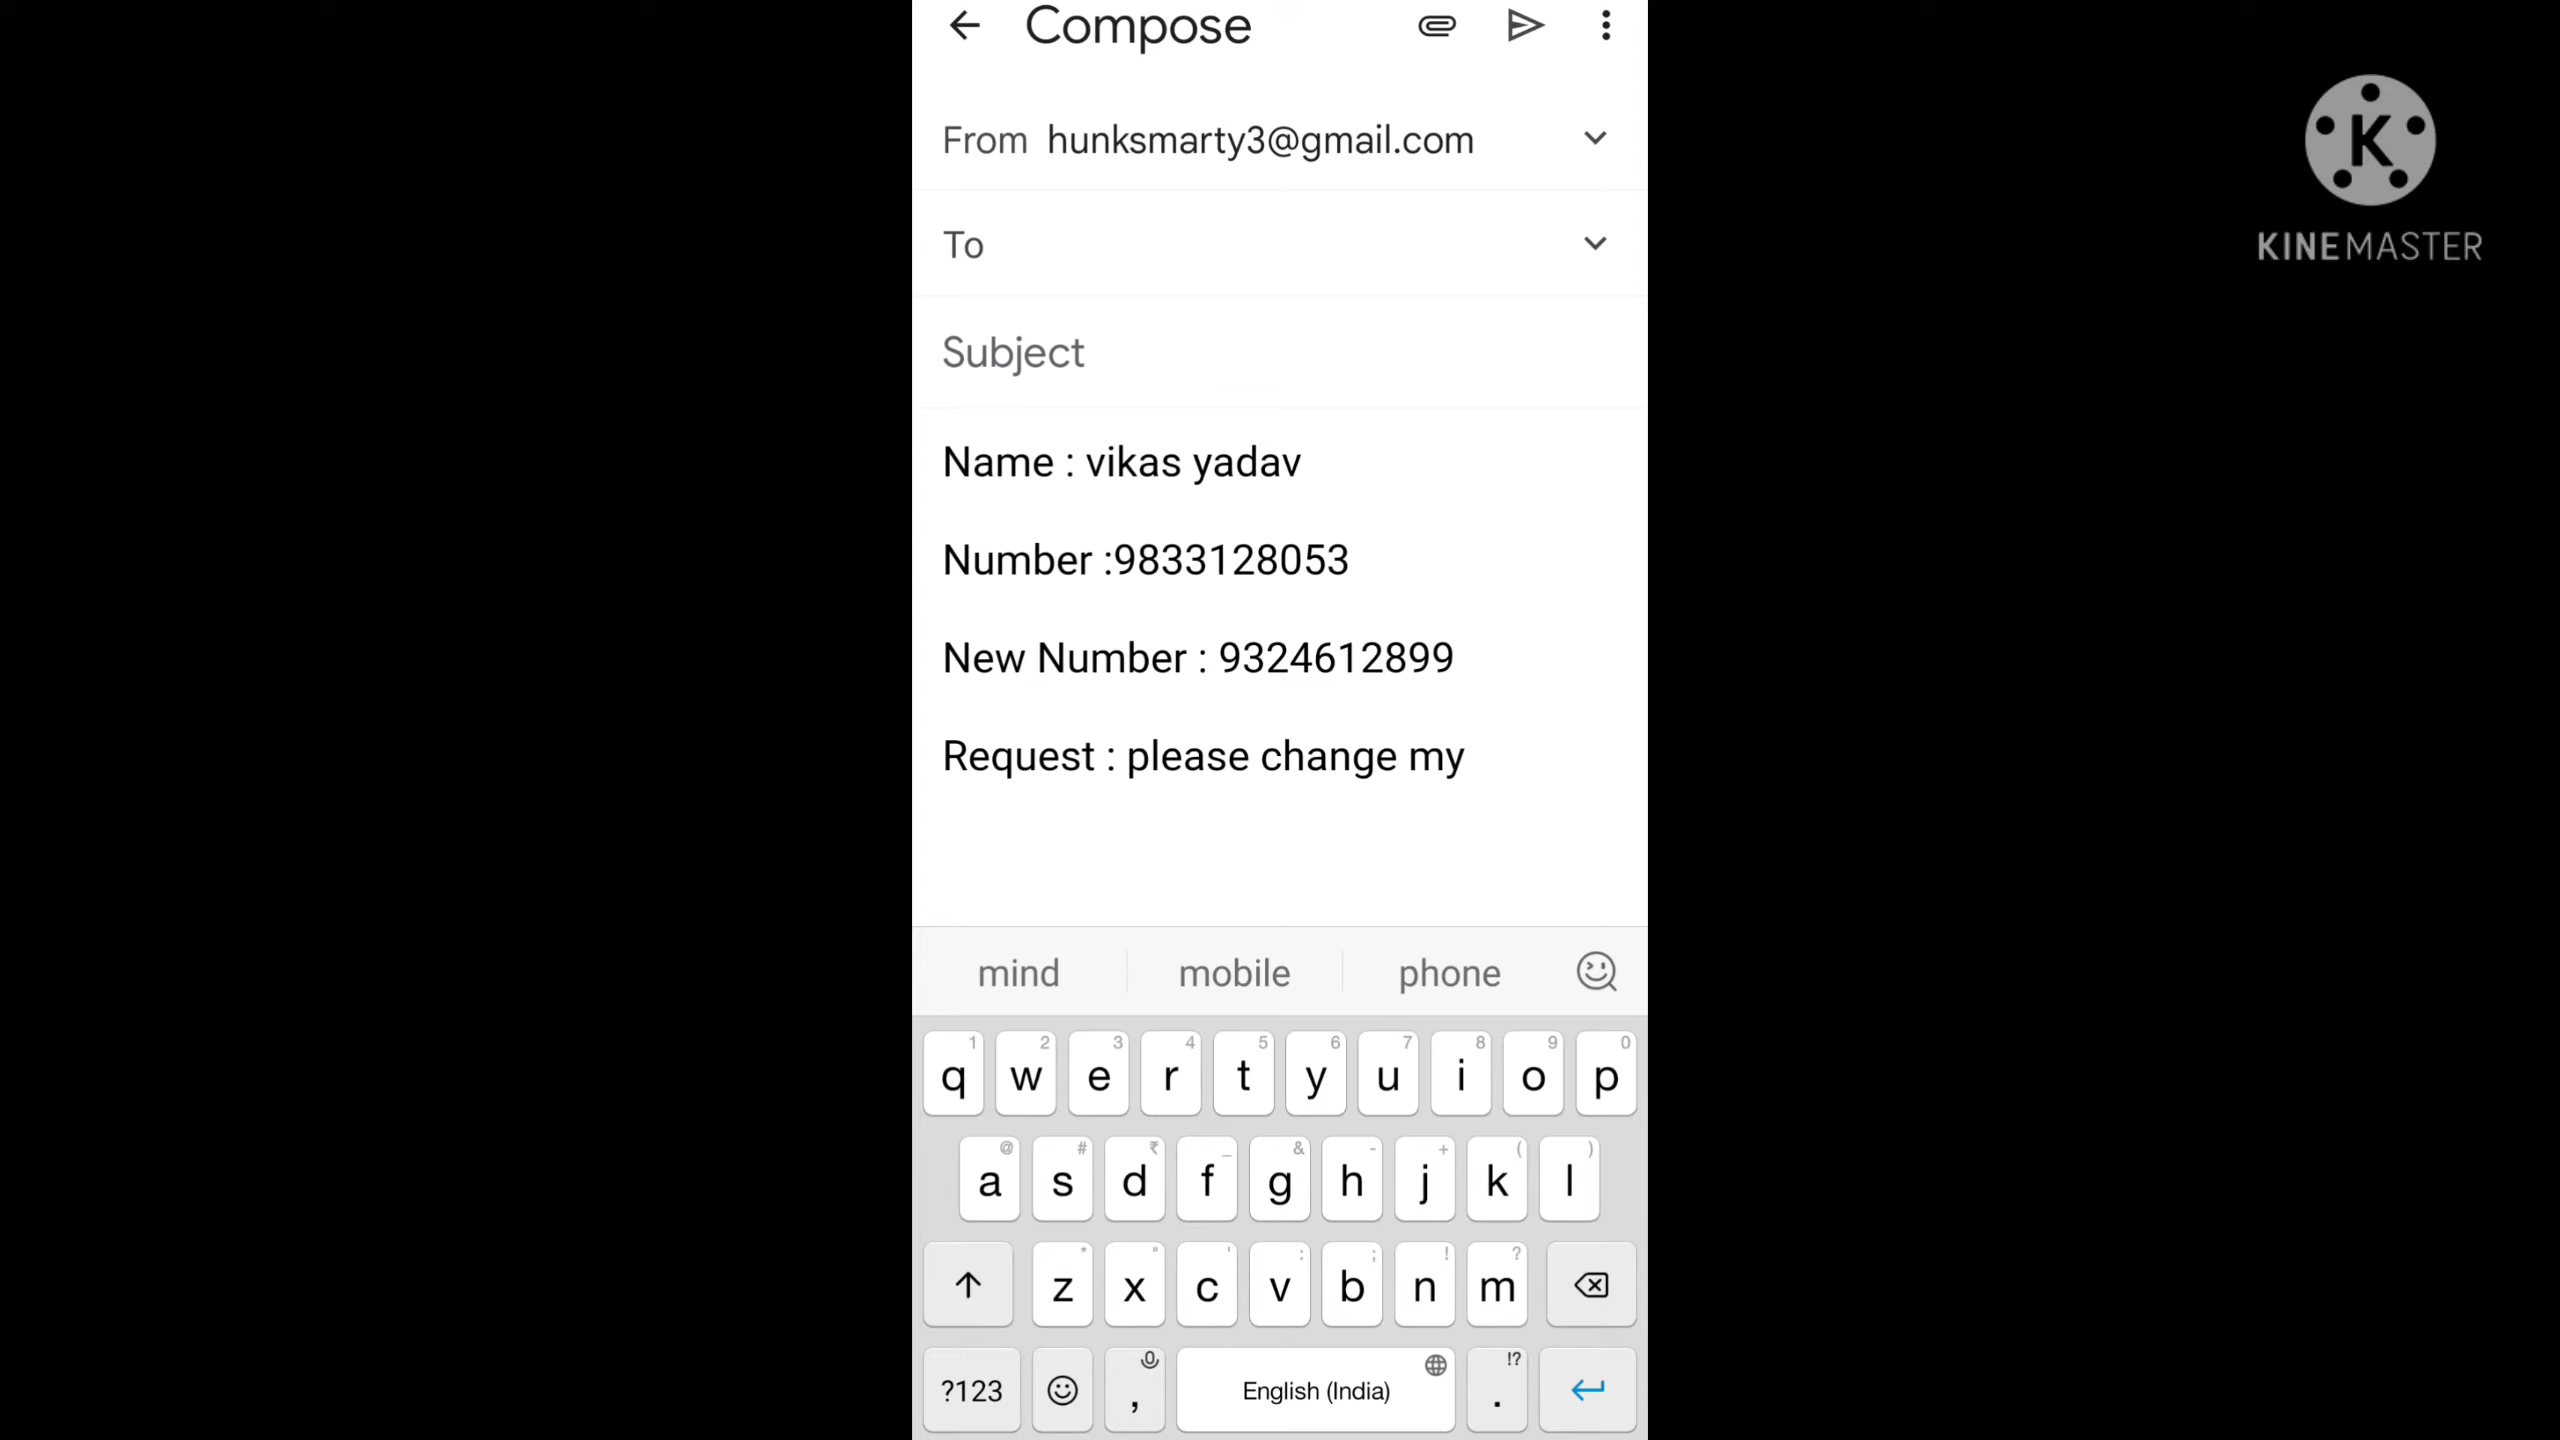 Compose
From hunksmarty3@gmail.com
To
Subject
Name : vikas yadav
Number :9833128053
New Number : 9324612899
Request : please change my
mind mobile phone
1 2 3 4 5 6 7 8 9 0
q w e r t y u i o p
@ # ₹ _ & - + ( )
a s d f g h j k l
* " ' : ; ! ?
z x c v b n m
!?
?123 , English (India) .
K
KINEMASTER